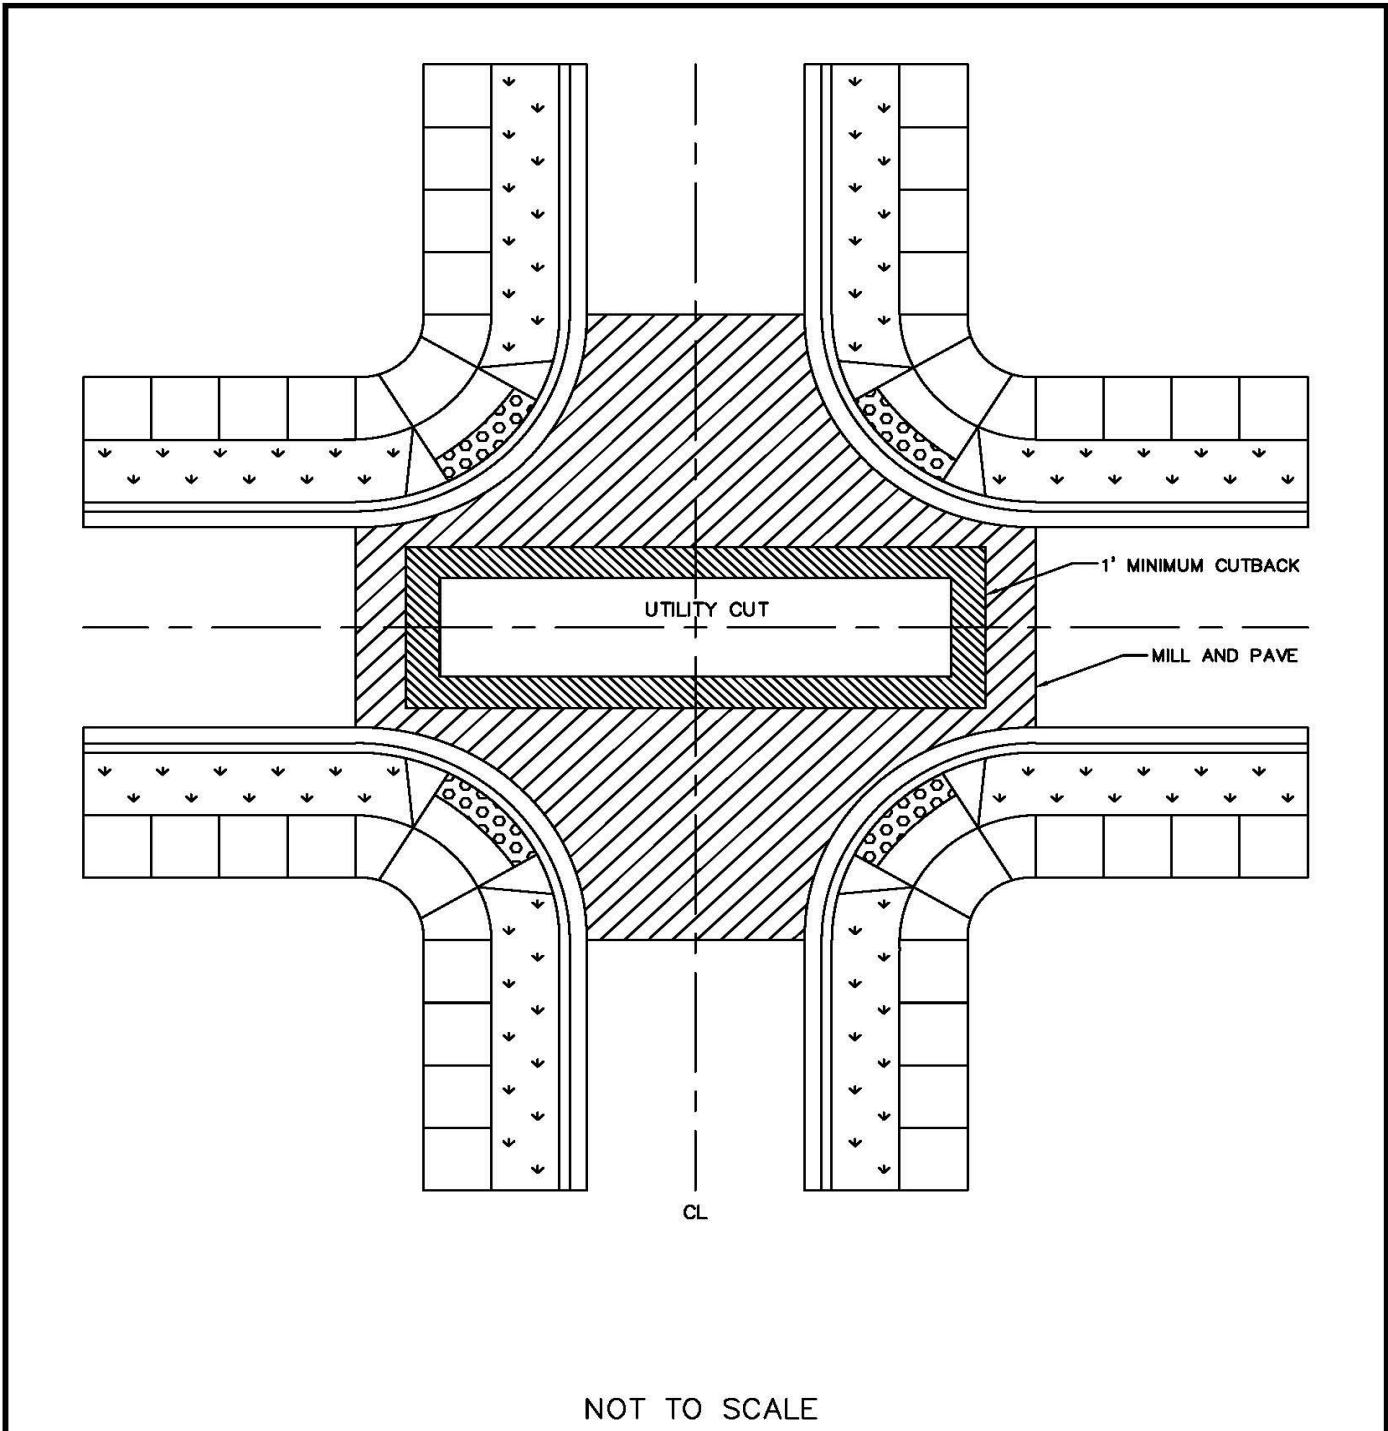 1' MINIMUM CUTBACK
UTILITY CUT
MILL AND PAVE
CL
NOT TO SCALE